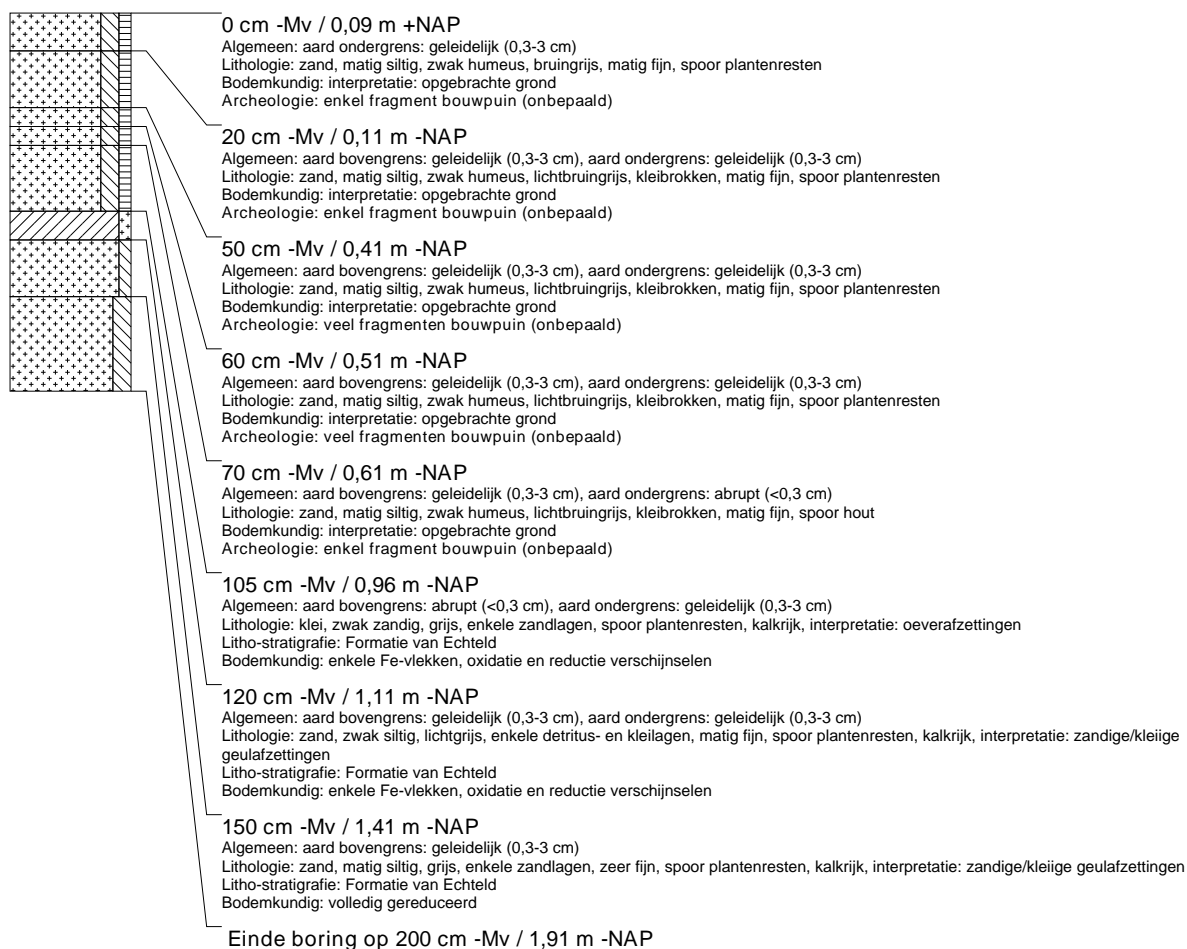 0 cm -Mv / 0,09 m +NAP
Algemeen: aard ondergrens: geleidelijk (0,3-3 cm)
Lithologie: zand, matig siltig, zwak humeus, bruingrijs, matig fijn, spoor plantenresten
Bodemkundig: interpretatie: opgebrachte grond
Archeologie: enkel fragment bouwpuin (onbepaald)
20 cm -Mv / 0,11 m -NAP
Algemeen: aard bovengrens: geleidelijk (0,3-3 cm), aard ondergrens: geleidelijk (0,3-3 cm)
Lithologie: zand, matig siltig, zwak humeus, lichtbruingrijs, kleibrokken, matig fijn, spoor plantenresten
Bodemkundig: interpretatie: opgebrachte grond
Archeologie: enkel fragment bouwpuin (onbepaald)
50 cm -Mv / 0,41 m -NAP
Algemeen: aard bovengrens: geleidelijk (0,3-3 cm), aard ondergrens: geleidelijk (0,3-3 cm)
Lithologie: zand, matig siltig, zwak humeus, lichtbruingrijs, kleibrokken, matig fijn, spoor plantenresten
Bodemkundig: interpretatie: opgebrachte grond
Archeologie: veel fragmenten bouwpuin (onbepaald)
60 cm -Mv / 0,51 m -NAP
Algemeen: aard bovengrens: geleidelijk (0,3-3 cm), aard ondergrens: geleidelijk (0,3-3 cm)
Lithologie: zand, matig siltig, zwak humeus, lichtbruingrijs, kleibrokken, matig fijn, spoor plantenresten
Bodemkundig: interpretatie: opgebrachte grond
Archeologie: veel fragmenten bouwpuin (onbepaald)
70 cm -Mv / 0,61 m -NAP
Algemeen: aard bovengrens: geleidelijk (0,3-3 cm), aard ondergrens: abrupt (<0,3 cm)
Lithologie: zand, matig siltig, zwak humeus, lichtbruingrijs, kleibrokken, matig fijn, spoor hout
Bodemkundig: interpretatie: opgebrachte grond
Archeologie: enkel fragment bouwpuin (onbepaald)
105 cm -Mv / 0,96 m -NAP
Algemeen: aard bovengrens: abrupt (<0,3 cm), aard ondergrens: geleidelijk (0,3-3 cm)
Lithologie: klei, zwak zandig, grijs, enkele zandlagen, spoor plantenresten, kalkrijk, interpretatie: oeverafzettingen
Litho-stratigrafie: Formatie van Echteld
Bodemkundig: enkele Fe-vlekken, oxidatie en reductie verschijnselen
120 cm -Mv / 1,11 m -NAP
Algemeen: aard bovengrens: geleidelijk (0,3-3 cm), aard ondergrens: geleidelijk (0,3-3 cm)
Lithologie: zand, zwak siltig, lichtgrijs, enkele detritus- en kleilagen, matig fijn, spoor plantenresten, kalkrijk, interpretatie: zandige/kleiige
geulafzettingen
Litho-stratigrafie: Formatie van Echteld
Bodemkundig: enkele Fe-vlekken, oxidatie en reductie verschijnselen
150 cm -Mv / 1,41 m -NAP
Algemeen: aard bovengrens: geleidelijk (0,3-3 cm)
Lithologie: zand, matig siltig, grijs, enkele zandlagen, zeer fijn, spoor plantenresten, kalkrijk, interpretatie: zandige/kleiige geulafzettingen
Litho-stratigrafie: Formatie van Echteld
Bodemkundig: volledig gereduceerd
Einde boring op 200 cm -Mv / 1,91 m -NAP